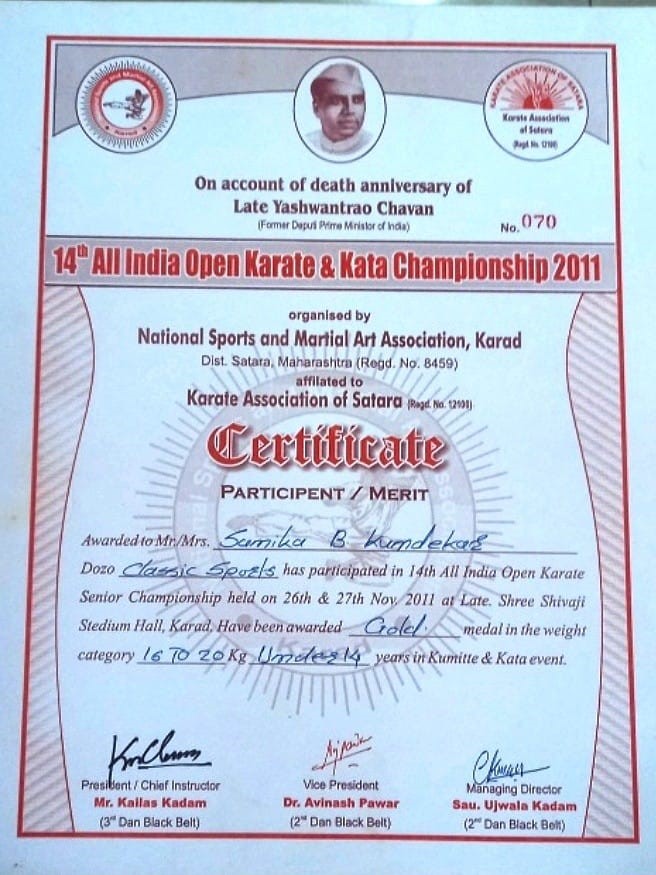 KARATE ASSOCIATION OF SATARA
Karate Association
of Satara
(Regd. No. 12108)
Karad
On account of death anniversary of
Late Yashwantrao Chavan
(Former Deputi Prime Minister of India)
No. 070
14th All India Open Karate & Kata Championship 2011
organised by
National Sports and Martial Art Association, Karad
Dist. Satara, Maharashtra (Regd. No. 8459)
affilated to
Karate Association of Satara (Regd. No. 12108)
Certificate
PARTICIPENT / MERIT
Awarded to Mr./Mrs. Sanika B Kumdekar
Dozo Classic Sports has participated in 14th All India Open Karate
Senior Championship held on 26th & 27th Nov, 2011 at Late. Shree Shivaji
Stedium Hall, Karad, Have been awarded Gold medal in the weight
category 16 TO 20 Kg Under 14 years in Kumitte & Kata event.
President / Chief Instructor
Mr. Kailas Kadam
(3rd Dan Black Belt)
Vice President
Dr. Avinash Pawar
(2nd Dan Black Belt)
Managing Director
Sau. Ujwala Kadam
(2nd Dan Black Belt)